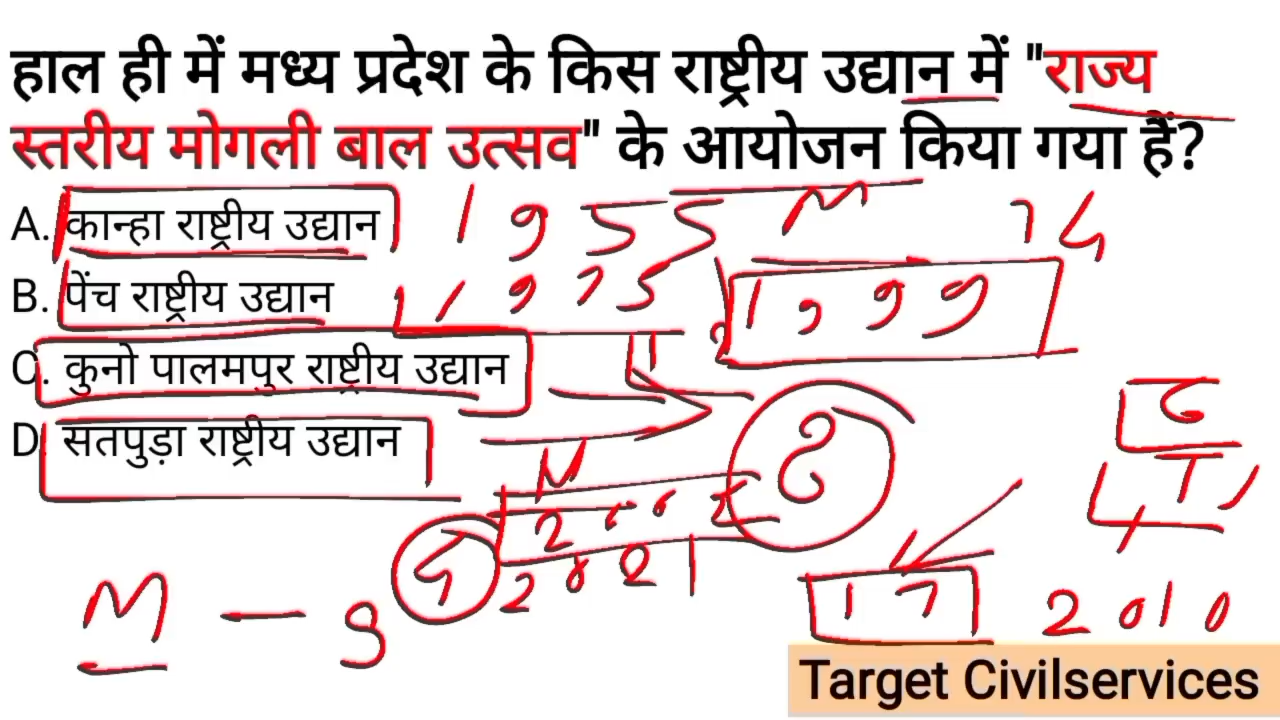 हाल ही में मध्य प्रदेश के किस राष्ट्रीय उद्यान में "राज्य
स्तरीय मोगली बाल उत्सव" के आयोजन किया गया हैं?
A. कान्हा राष्ट्रीय उद्यान
1955 M
B. पेंच राष्ट्रीय उद्यान
1975
1999
C. कुनो पालमपुर राष्ट्रीय उद्यान
D सतपुड़ा राष्ट्रीय उद्यान
M
2021
M - 9
17
2010
Target Civilservices